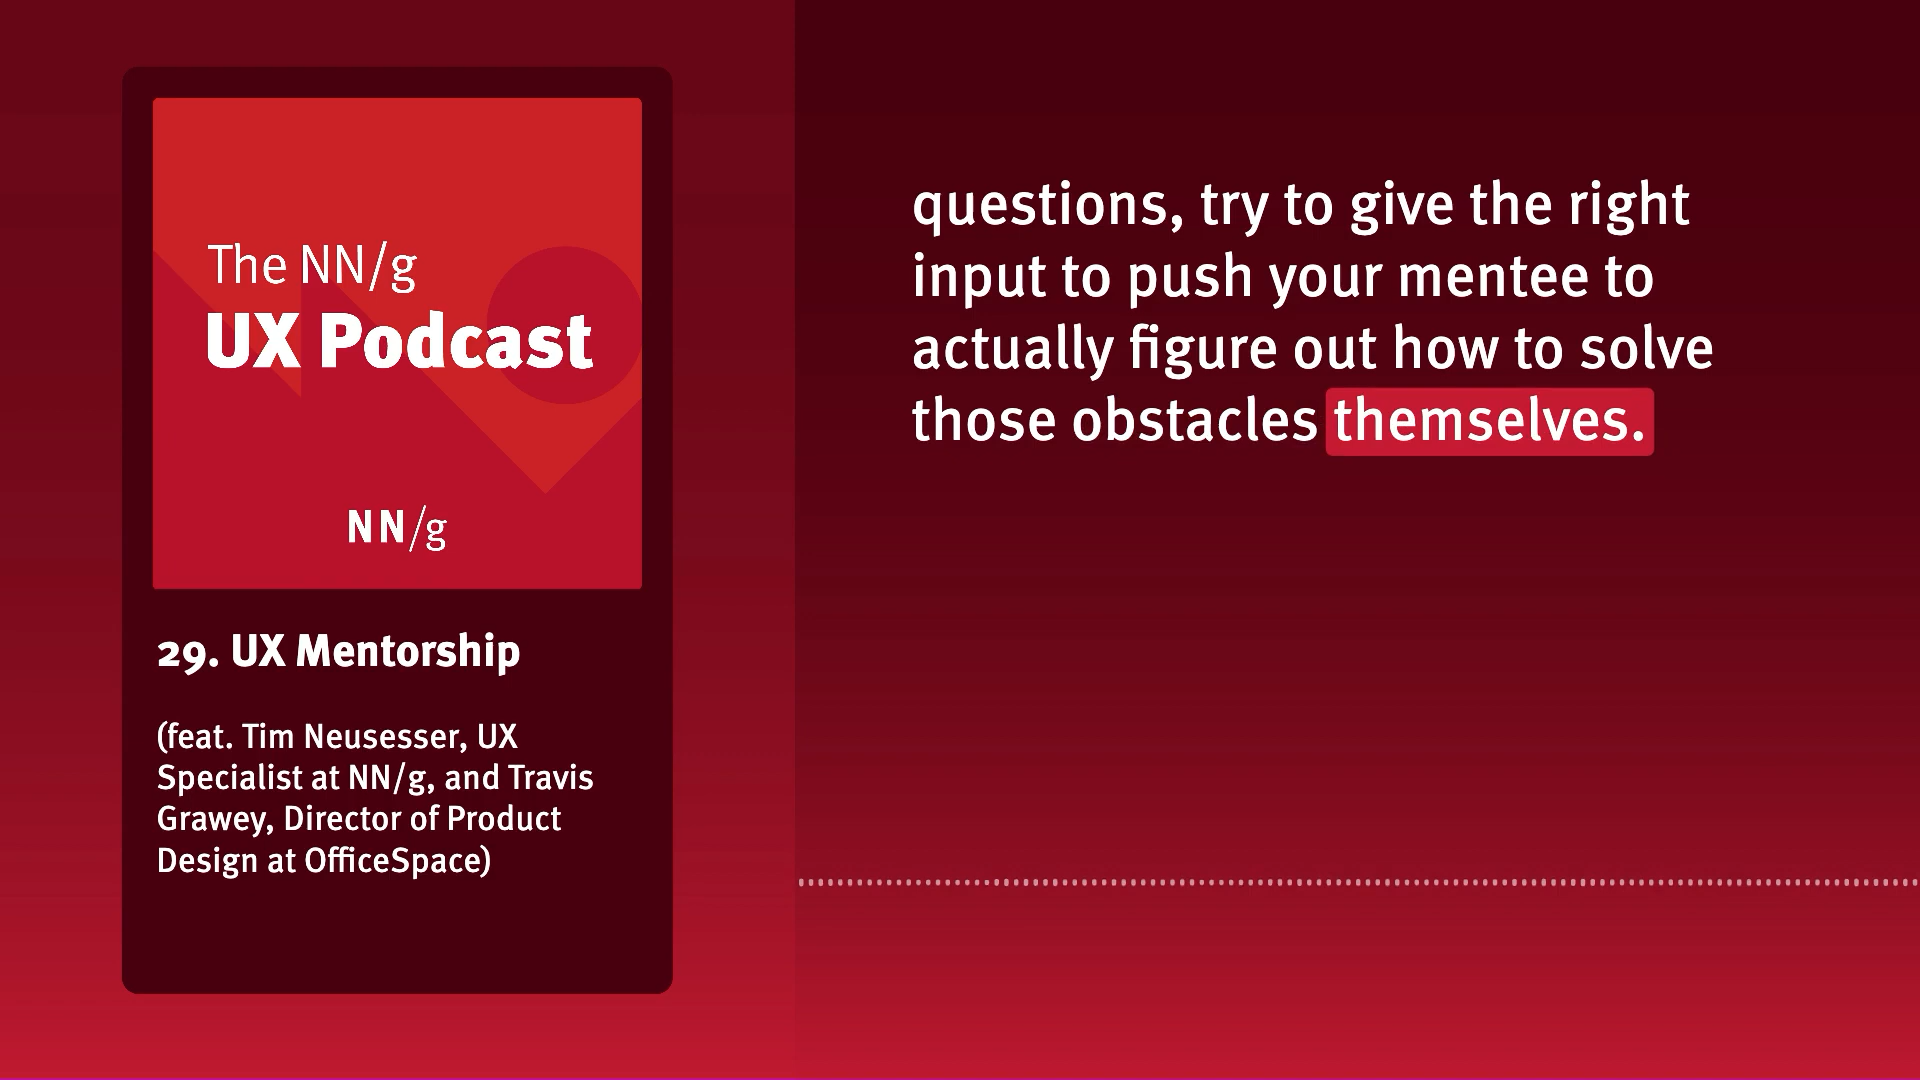 The NN/g
UX Podcast
NN/g
29. UX Mentorship
(feat. Tim Neusesser, UX
Specialist at NN/g, and Travis
Grawey, Director of Product
Design at OfficeSpace)
questions, try to give the right
input to push your mentee to
actually figure out how to solve
those obstacles themselves.